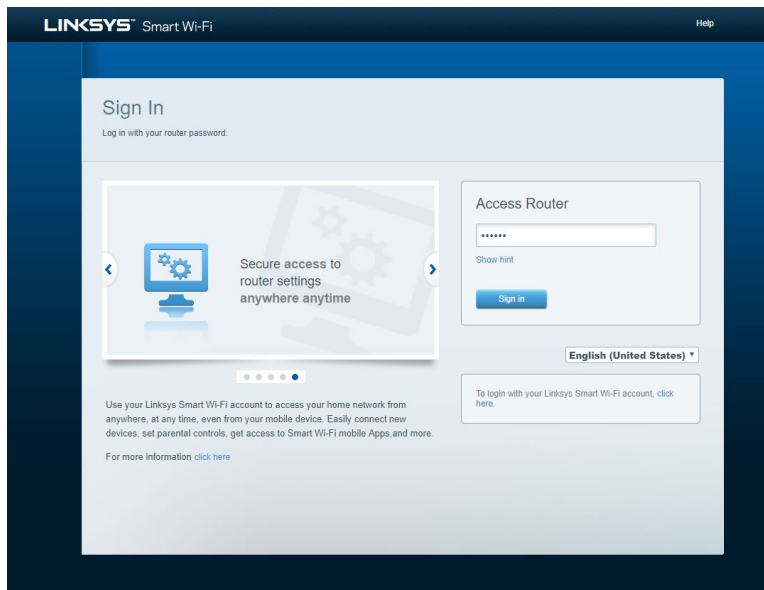 LINKSYS™ Smart Wi-Fi
Help
Sign In
Log in with your router password.
Secure access to
router settings
anywhere anytime
Access Router
••••••
Show hint
Sign in
English (United States) ▼
Use your Linksys Smart Wi-Fi account to access your home network from
anywhere, at any time, even from your mobile device. Easily connect new
devices, set parental controls, get access to Smart Wi-Fi mobile Apps,and more.
For more information click here
To login with your Linksys Smart Wi-Fi account, click
here.